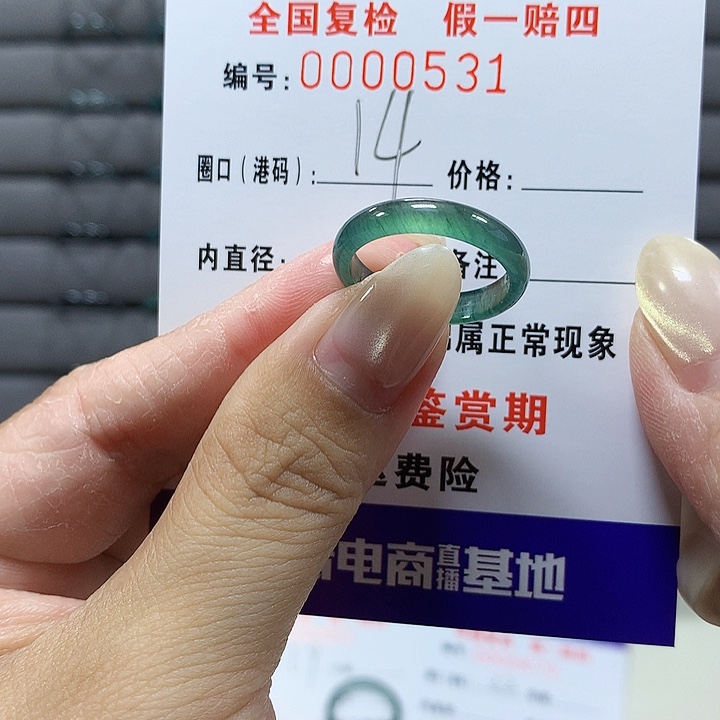 全国复检 假一赔四
编号:0000531
圈口(港码):14 价格:
内直径: 备注
属正常现象
鉴赏期
费险
电商直播基地